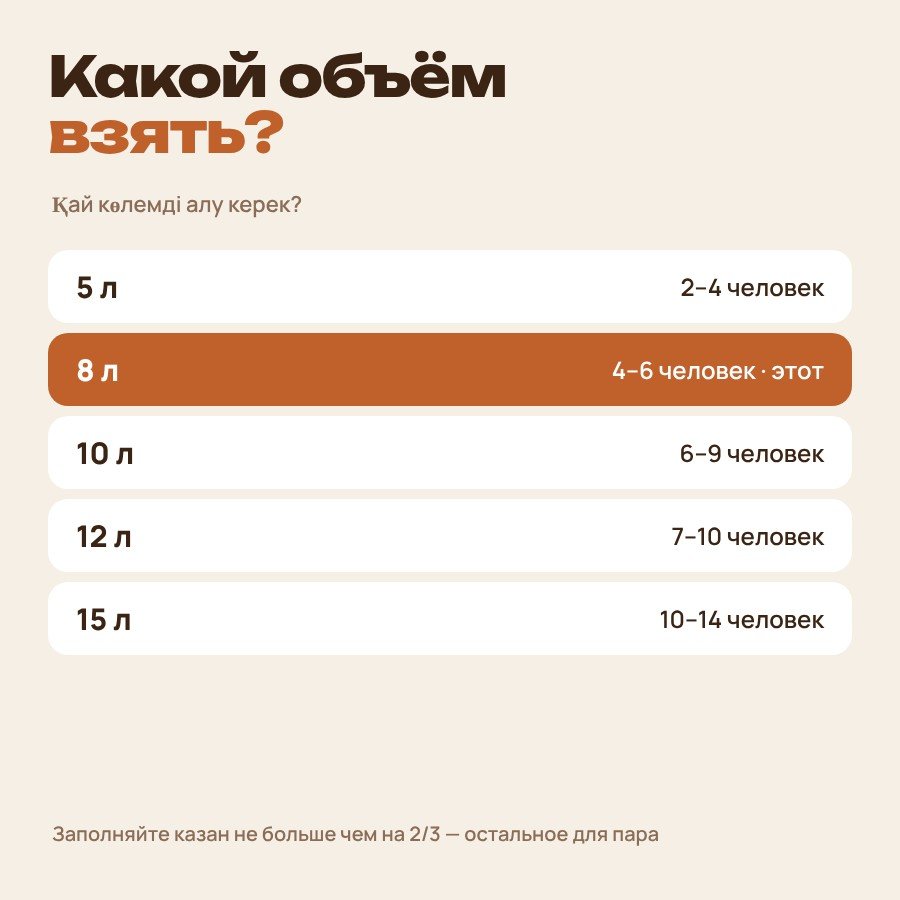 Какой объём
взять?
Қай көлемді алу керек?
5 л 2–4 человек
8 л 4–6 человек · этот
10 л 6–9 человек
12 л 7–10 человек
15 л 10–14 человек
Заполняйте казан не больше чем на 2/3 — остальное для пара